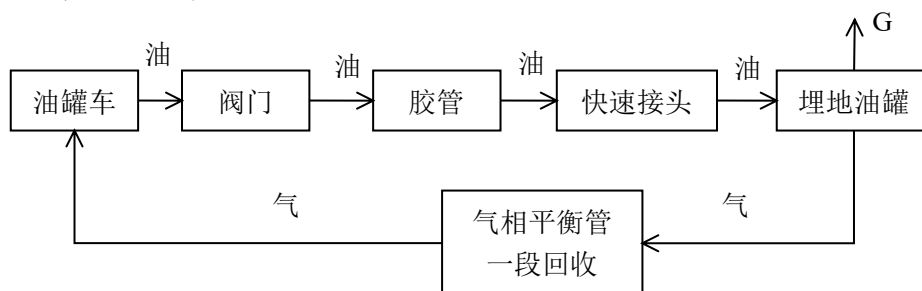 G
油 油 油 油
油罐车 阀门 胶管 快速接头 埋地油罐
气 气
气相平衡管
一段回收